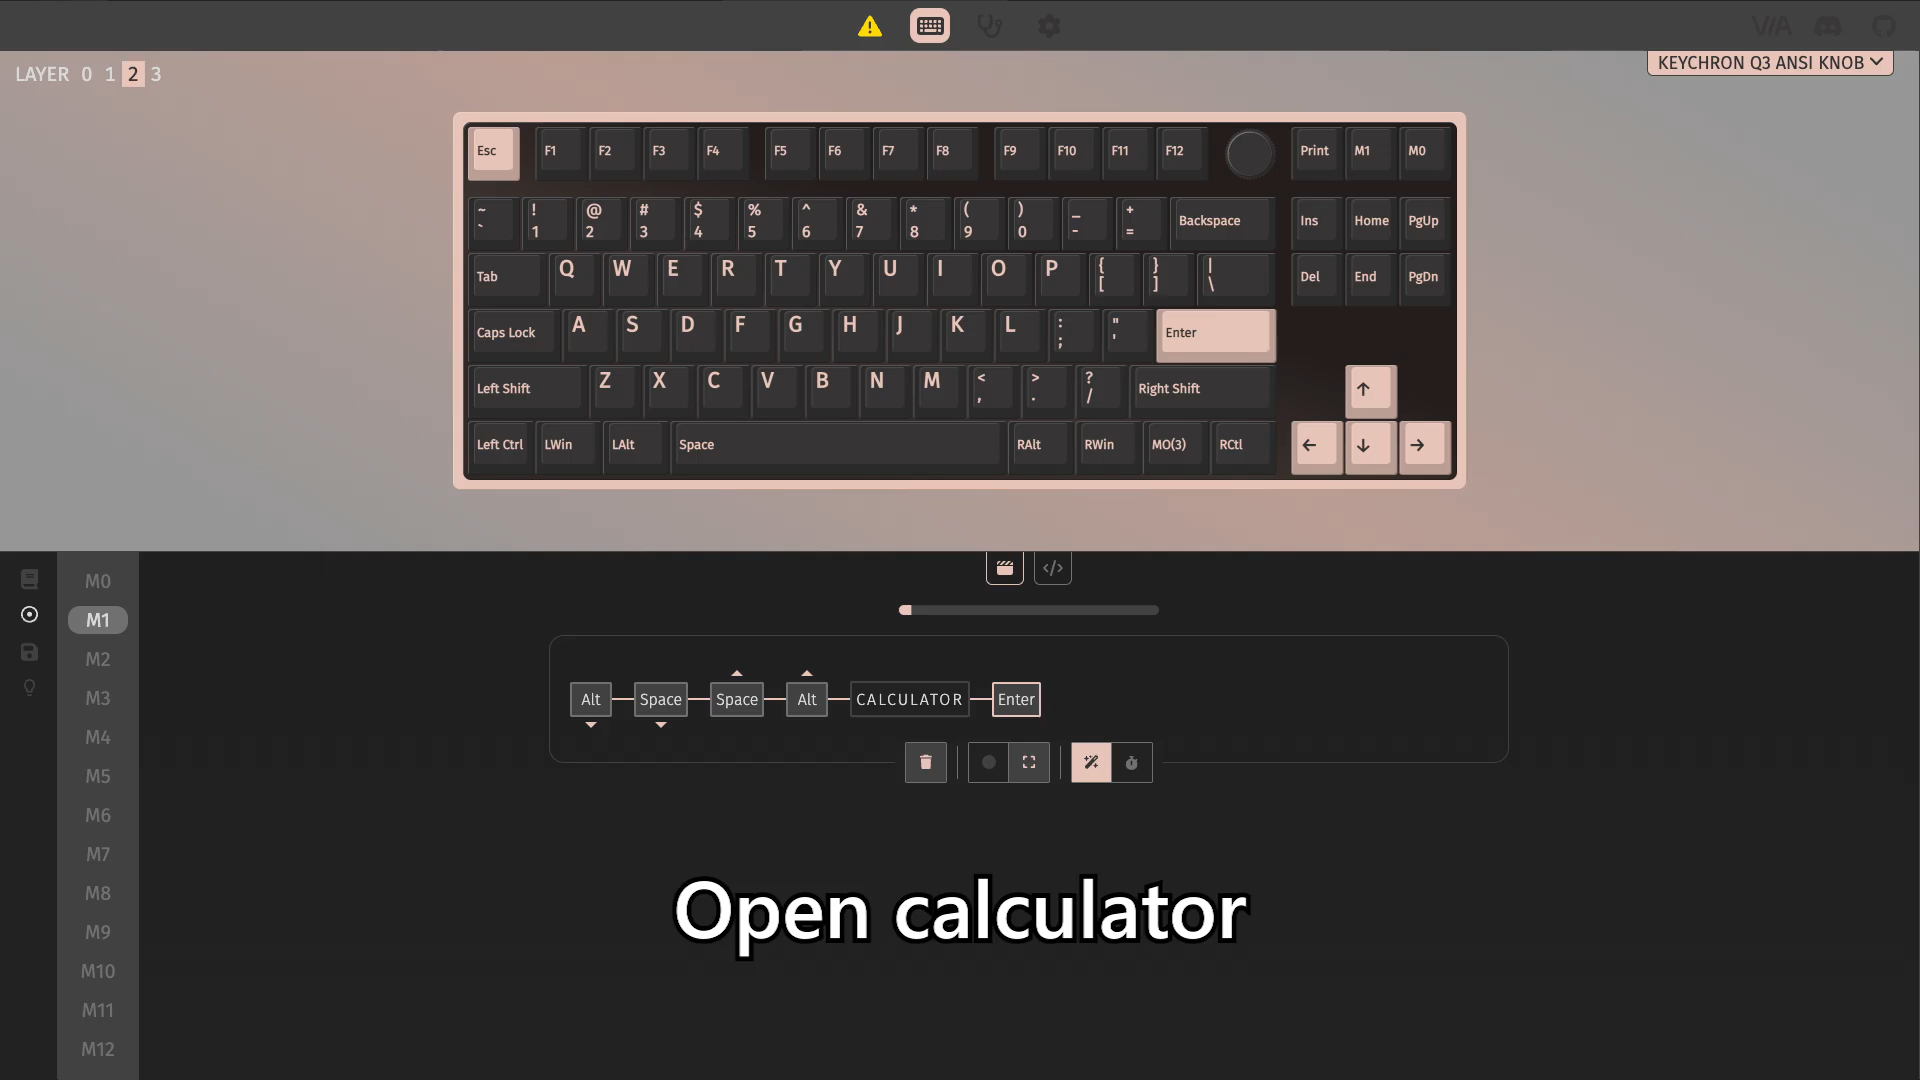 VIA
LAYER 0 1 2 3
KEYCHRON Q3 ANSI KNOB
Esc F1 F2 F3 F4 F5 F6 F7 F8 F9 F10 F11 F12 Print M1 M0
~ ! @ # $ % ^ & * ( ) _ +
` 1 2 3 4 5 6 7 8 9 0 - = Backspace Ins Home PgUp
Tab Q W E R T Y U I O P { } | Del End PgDn
[ ] \
Caps Lock A S D F G H J K L : " Enter
; '
Left Shift Z X C V B N M < > ? Right Shift ↑
, . /
Left Ctrl LWin LAlt Space RAlt RWin MO(3) RCtl ← ↓ →
M0
M1
M2
M3
M4
M5
M6
M7
M8
M9
M10
M11
M12
</>
Alt Space Space Alt CALCULATOR Enter
Open calculator